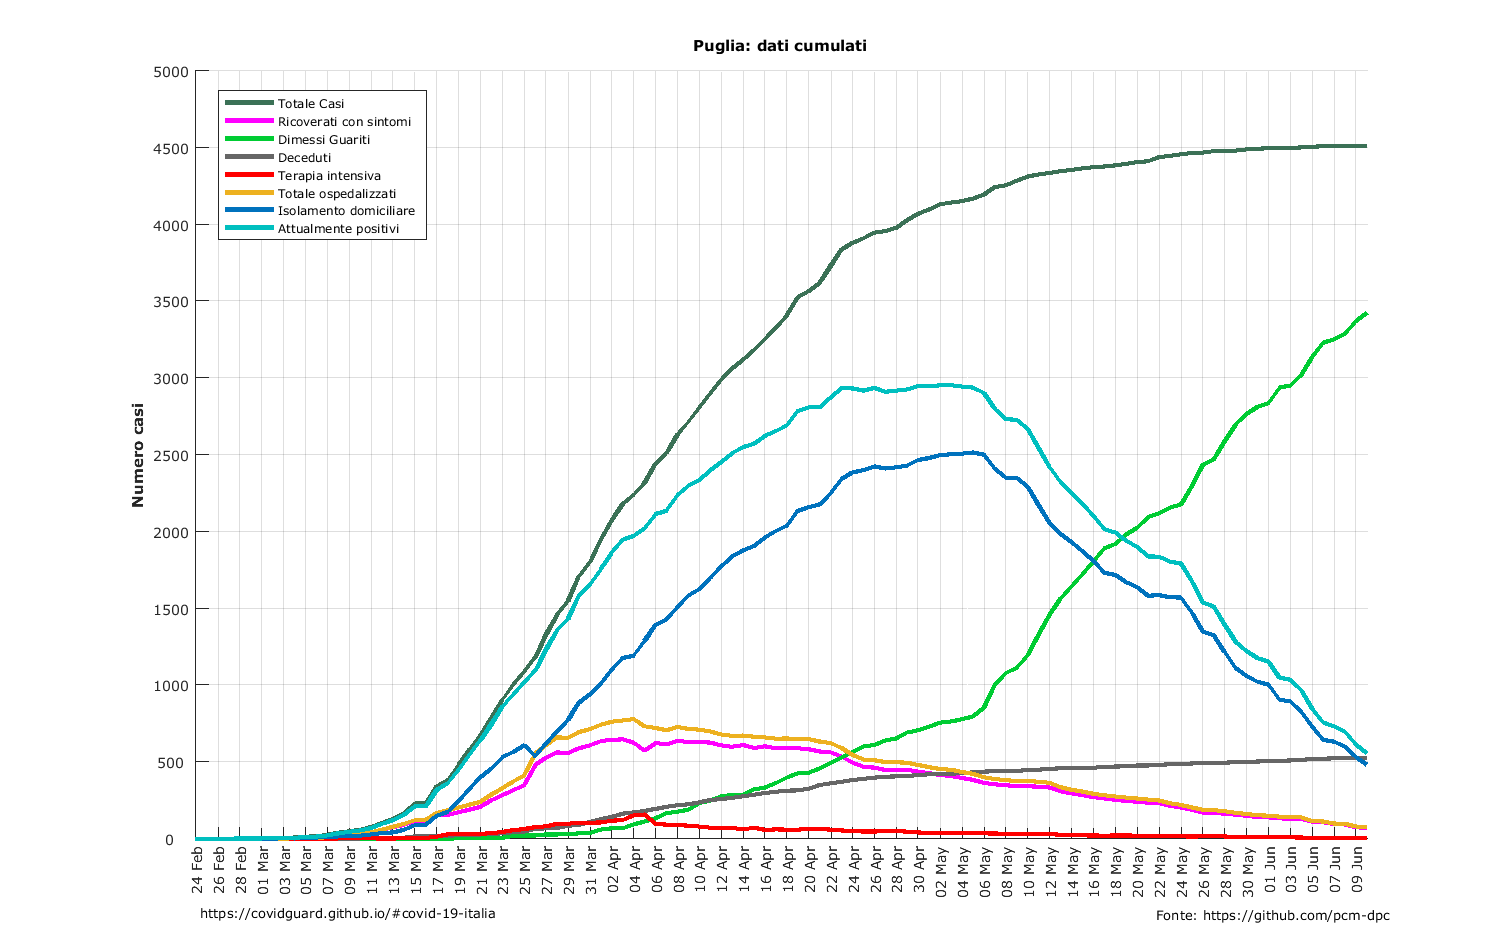 Puglia: dati cumulati
Numero casi
5000
4500
4000
3500
3000
2500
2000
1500
1000
500
0
Totale Casi
Ricoverati con sintomi
Dimessi Guariti
Deceduti
Terapia intensiva
Totale ospedalizzati
Isolamento domiciliare
Attualmente positivi
24 Feb
26 Feb
28 Feb
01 Mar
03 Mar
05 Mar
07 Mar
09 Mar
11 Mar
13 Mar
15 Mar
17 Mar
19 Mar
21 Mar
23 Mar
25 Mar
27 Mar
29 Mar
31 Mar
02 Apr
04 Apr
06 Apr
08 Apr
10 Apr
12 Apr
14 Apr
16 Apr
18 Apr
20 Apr
22 Apr
24 Apr
26 Apr
28 Apr
30 Apr
02 May
04 May
06 May
08 May
10 May
12 May
14 May
16 May
18 May
20 May
22 May
24 May
26 May
28 May
30 May
01 Jun
03 Jun
05 Jun
07 Jun
09 Jun
https://covidguard.github.io/#covid-19-italia
Fonte: https://github.com/pcm-dpc